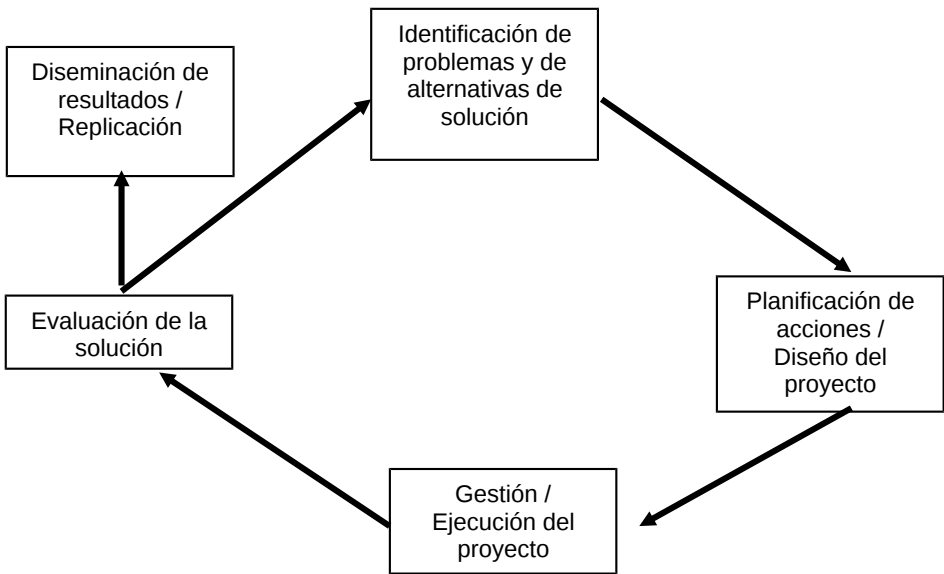 Identificación de
problemas y de
alternativas de
solución
Diseminación de
resultados /
Replicación
Planificación de
acciones /
Diseño del
proyecto
Evaluación de la
solución
Gestión /
Ejecución del
proyecto